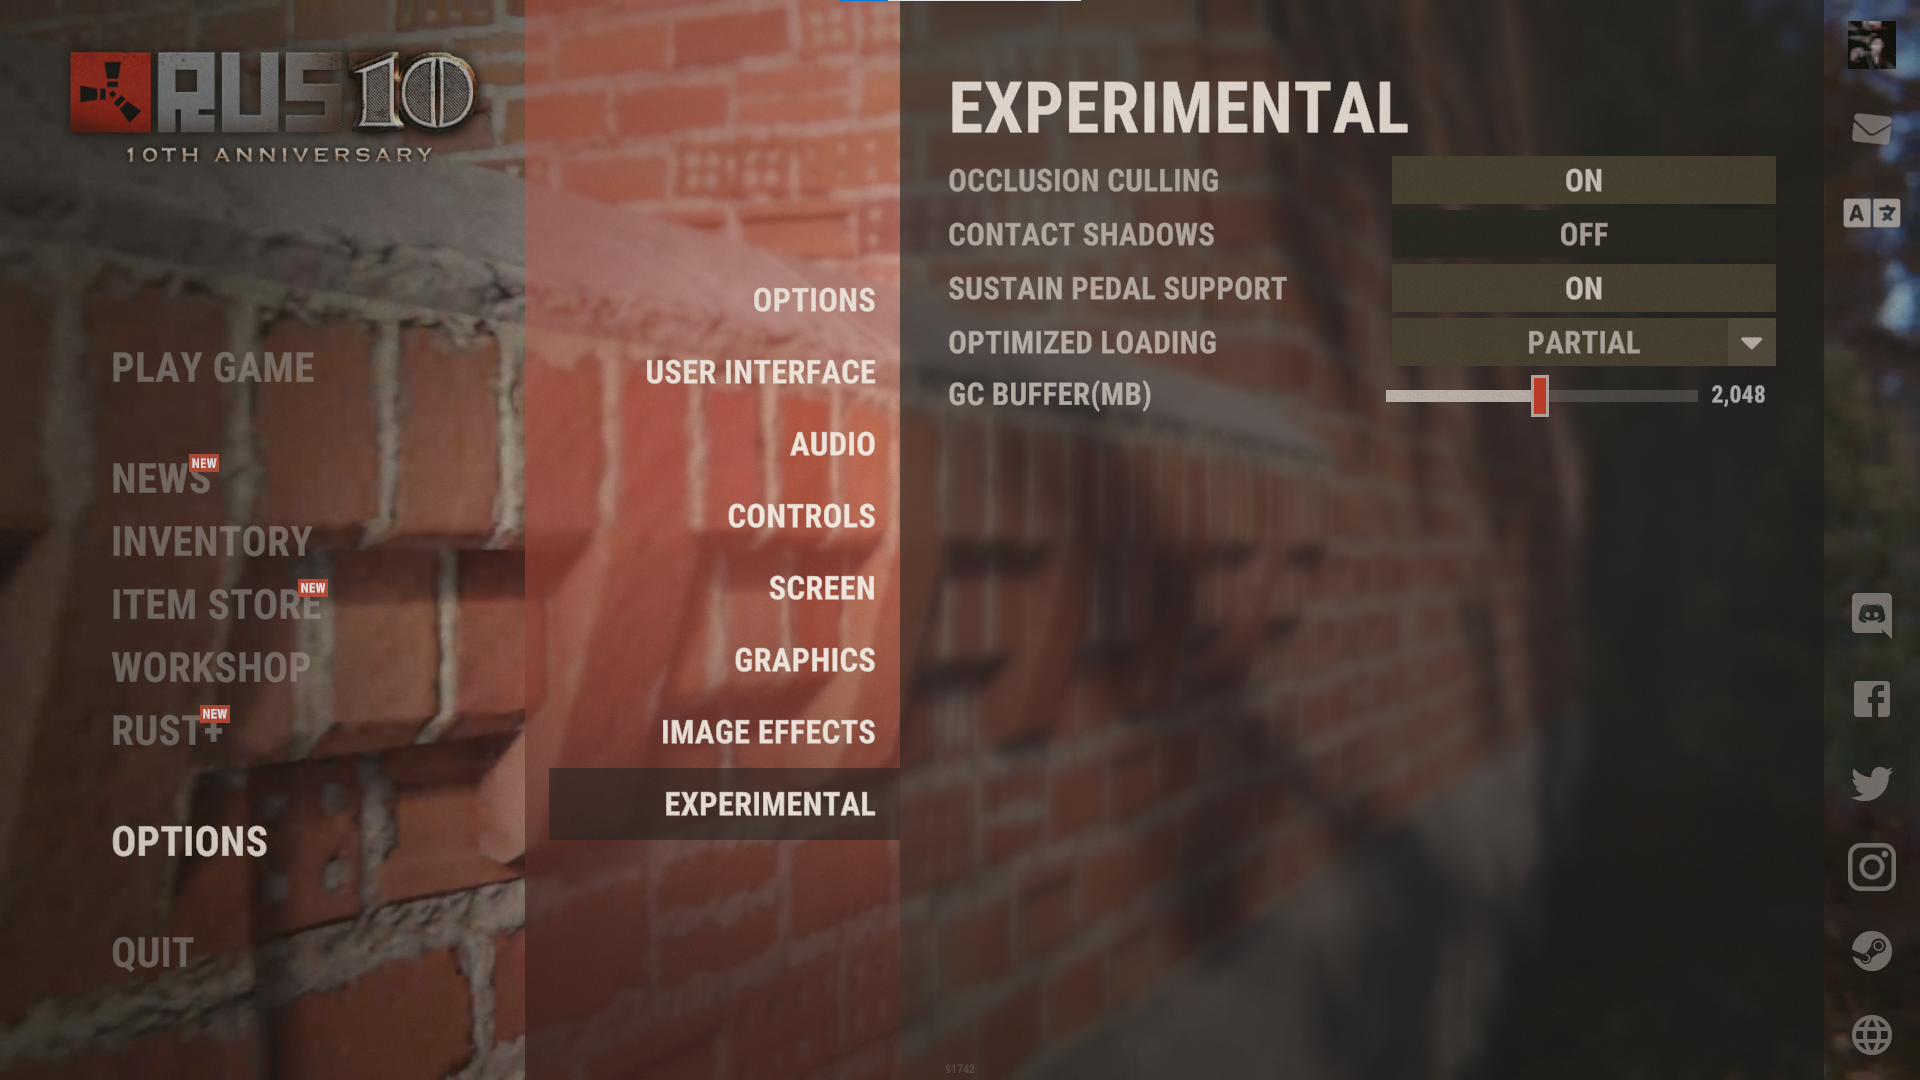 RUS10
10TH ANNIVERSARY
PLAY GAME
NEWS
NEW
INVENTORY
ITEM STORE
NEW
WORKSHOP
RUST+
NEW
OPTIONS
QUIT
OPTIONS
USER INTERFACE
AUDIO
CONTROLS
SCREEN
GRAPHICS
IMAGE EFFECTS
EXPERIMENTAL
EXPERIMENTAL
OCCLUSION CULLING ON
CONTACT SHADOWS OFF
SUSTAIN PEDAL SUPPORT ON
OPTIMIZED LOADING PARTIAL
GC BUFFER(MB) 2,048
A
91742